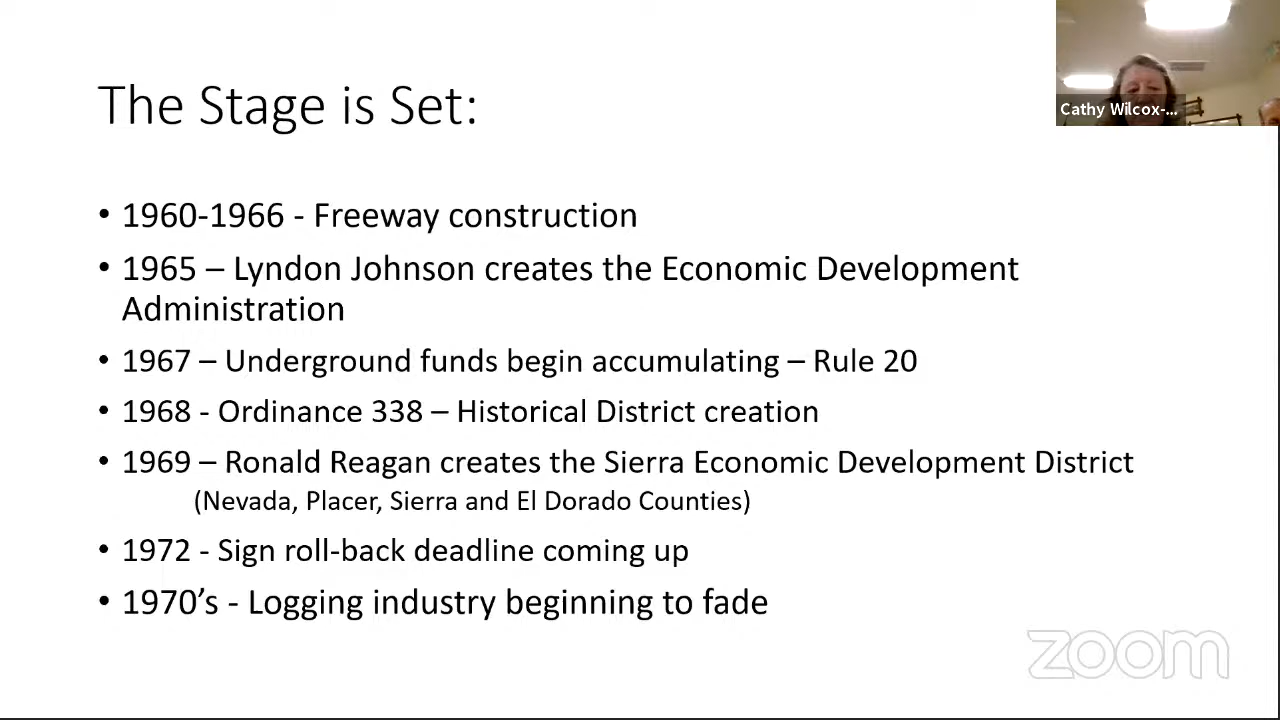 The Stage is Set:
Cathy Wilcox-...
• 1960-1966 - Freeway construction
• 1965 – Lyndon Johnson creates the Economic Development
Administration
• 1967 – Underground funds begin accumulating – Rule 20
• 1968 - Ordinance 338 – Historical District creation
• 1969 – Ronald Reagan creates the Sierra Economic Development District
(Nevada, Placer, Sierra and El Dorado Counties)
• 1972 - Sign roll-back deadline coming up
• 1970’s - Logging industry beginning to fade
zoom